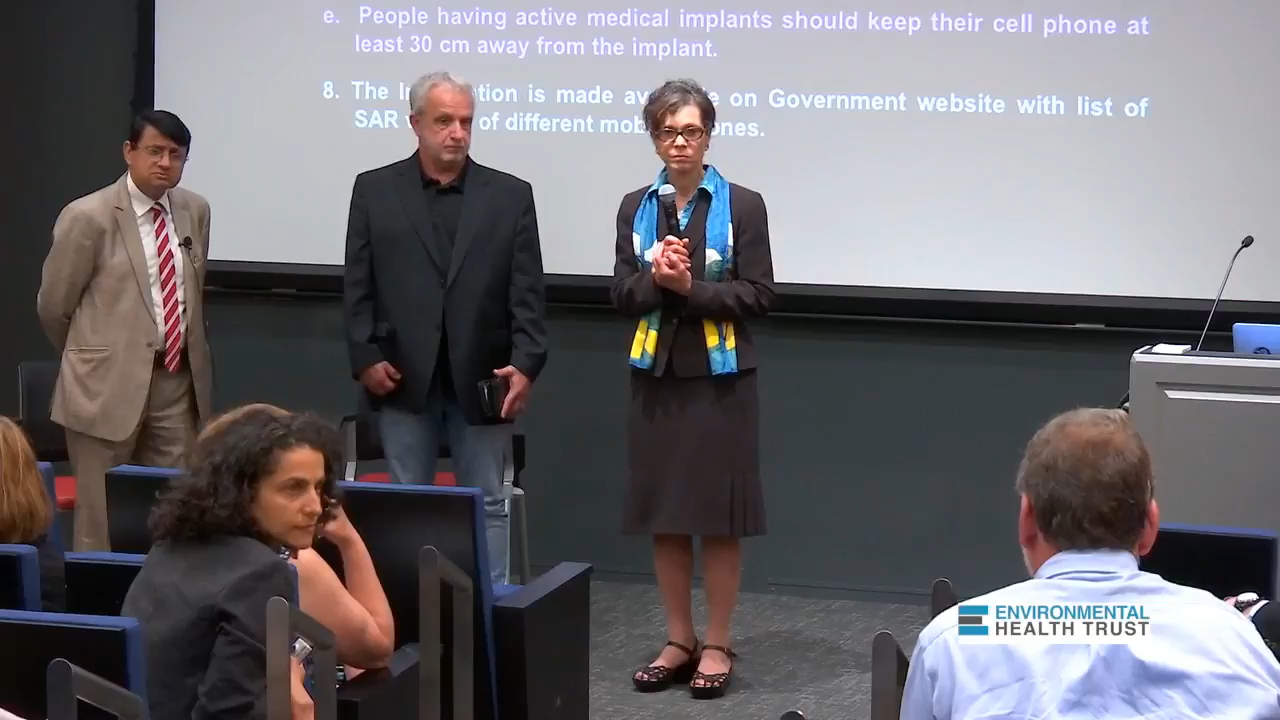 e. People having active medical implants should keep their cell phone at
least 30 cm away from the implant.
8. The is made on Government website with list of
SAR of different
ENVIRONMENTAL
HEALTH TRUST